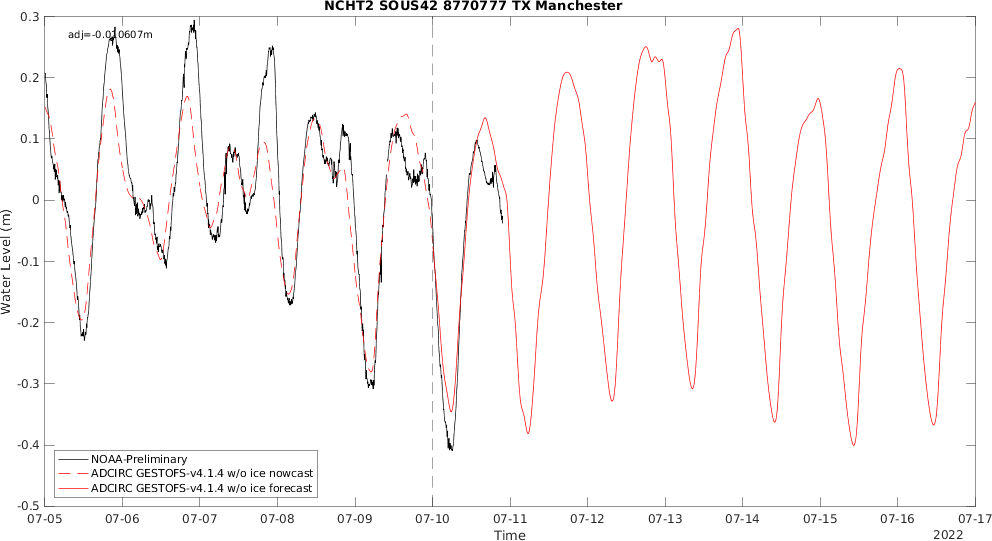 NCHT2 SOUS42 8770777 TX Manchester
adj=-0.010607m
0.3
0.2
0.1
0
-0.1
-0.2
-0.3
-0.4
-0.5
Water Level (m)
NOAA-Preliminary
ADCIRC GESTOFS-v4.1.4 w/o ice nowcast
ADCIRC GESTOFS-v4.1.4 w/o ice forecast
07-05 07-06 07-07 07-08 07-09 07-10 07-11 07-12 07-13 07-14 07-15 07-16 07-17
Time
2022